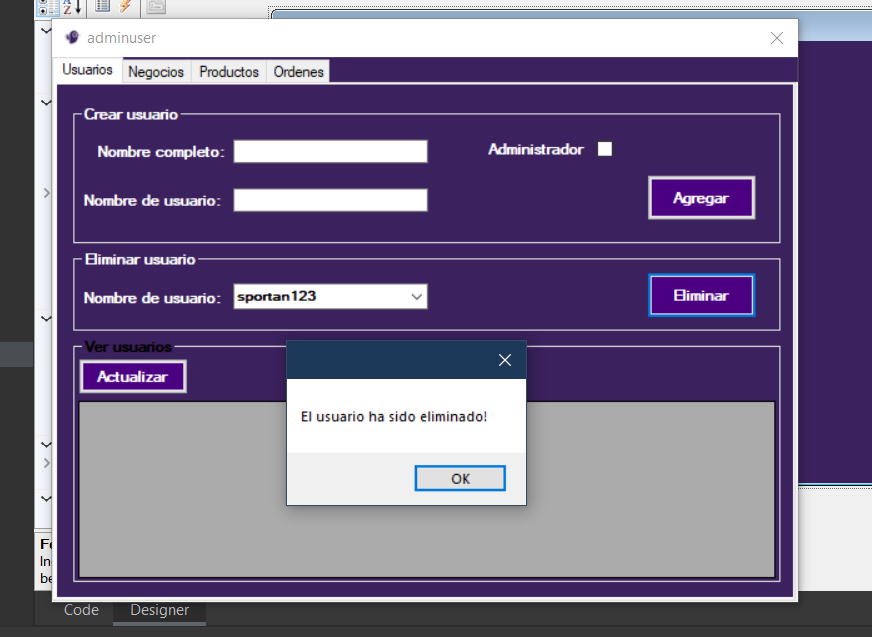 adminuser
Usuarios Negocios Productos Ordenes
Crear usuario
Nombre completo:
Administrador
Nombre de usuario:
Agregar
Eliminar usuario
Nombre de usuario: sportan123
Eliminar
Ver usuarios
Actualizar
El usuario ha sido eliminado!
OK
Code Designer